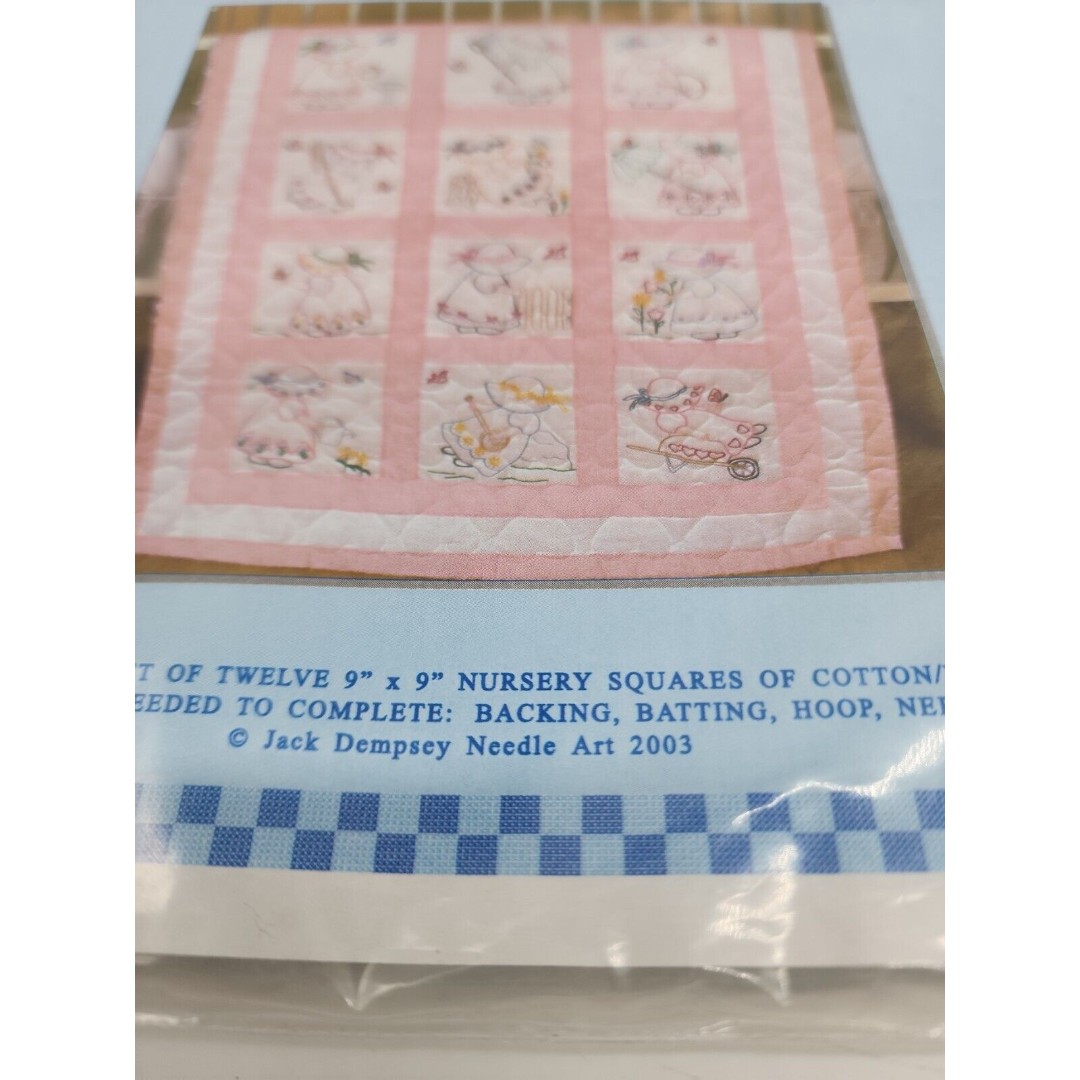 T OF TWELVE 9” x 9” NURSERY SQUARES OF COTTON/
EEDED TO COMPLETE: BACKING, BATTING, HOOP, NEE
© Jack Dempsey Needle Art 2003